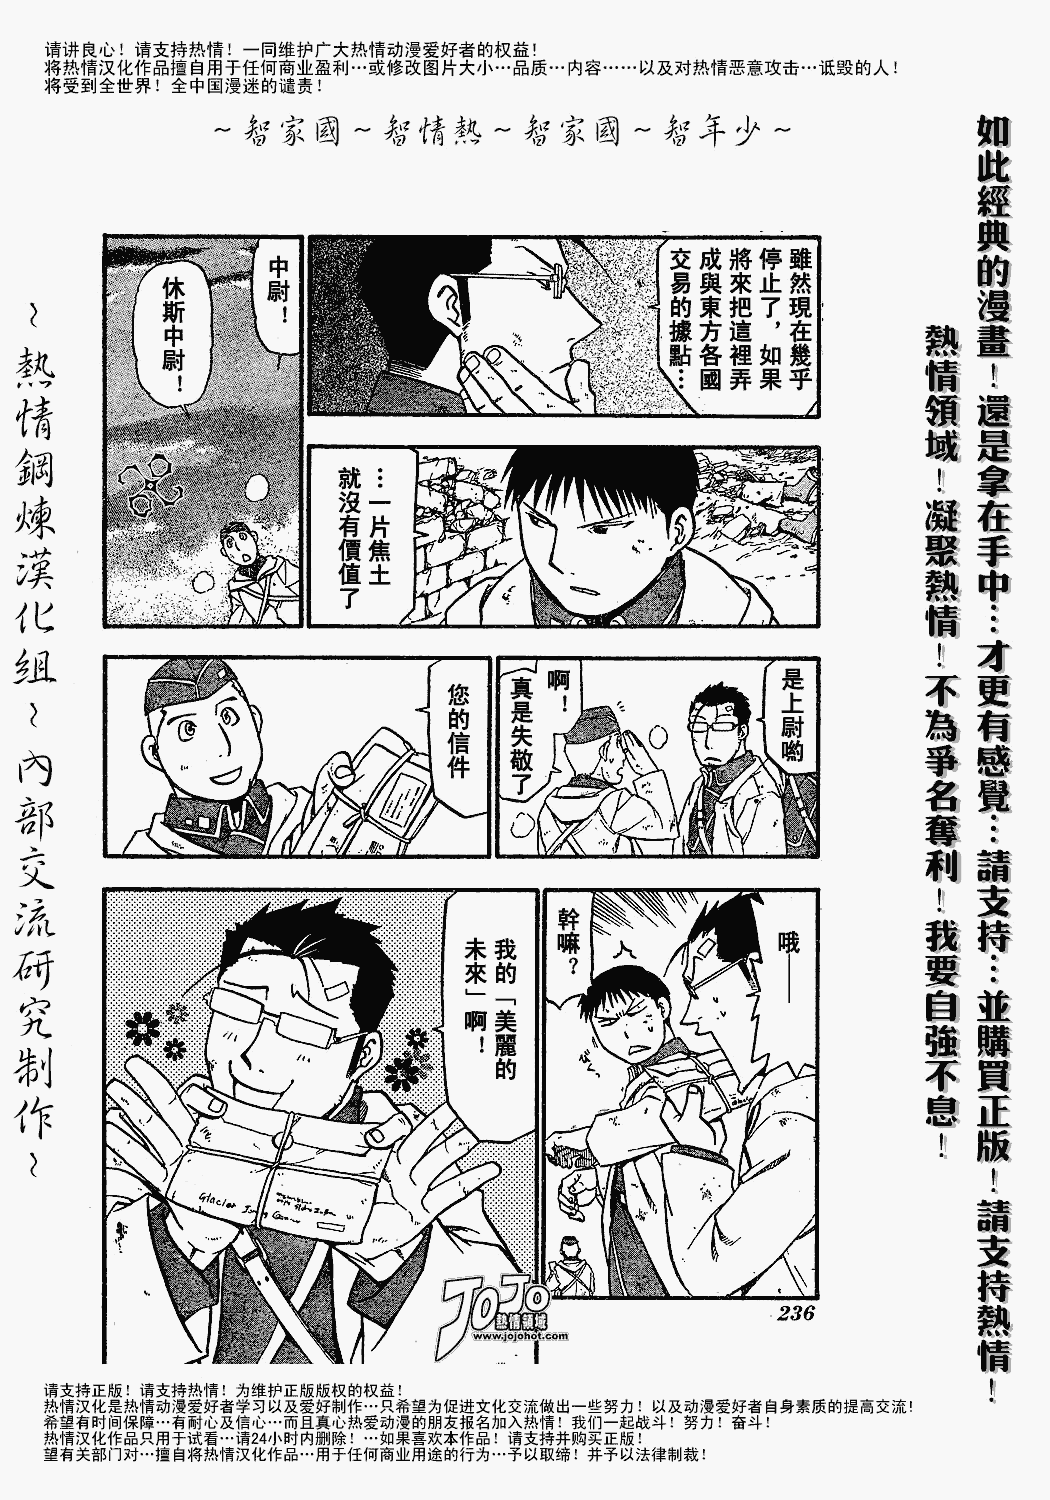 请讲良心！请支持热情！一同维护广大热情动漫爱好者的权益！
将热情汉化作品擅自用于任何商业盈利…或修改图片大小…品质…内容……以及对热情恶意攻击…诋毁的人！
将受到全世界！全中国漫迷的谴责！
～智家國～智情熱～智家國～智年少～
如此經典的漫畫！還是拿在手中…才更有感覺…請支持…並購買正版！請支持熱情！
熱情領域！凝聚熱情！不為爭名奪利！我要自強不息！
～熱情鋼煉漢化組～內部交流研究制作～
雖然現在幾乎
停止了，如果
將來把這裡弄
成與東方各國
交易的據點…
中尉！
休斯中尉！
…一片焦土
就沒有價值了
是上尉喲
啊！
真是失敬了
您的信件
哦——
幹嘛？
我的「美麗的
未來」啊！
Glacier
236
JOJO
熱情領域
www.jojohot.com
请支持正版！请支持热情！为维护正版版权的权益！
热情汉化是热情动漫爱好者学习以及爱好制作…只希望为促进文化交流做出一些努力！以及动漫爱好者自身素质的提高交流！
希望有时间保障…有耐心及信心…而且真心热爱动漫的朋友报名加入热情！我们一起战斗！努力！奋斗！
热情汉化作品只用于试看…请24小时内删除！…如果喜欢本作品！请支持并购买正版！
望有关部门对…擅自将热情汉化作品…用于任何商业用途的行为…予以取缔！并予以法律制裁！